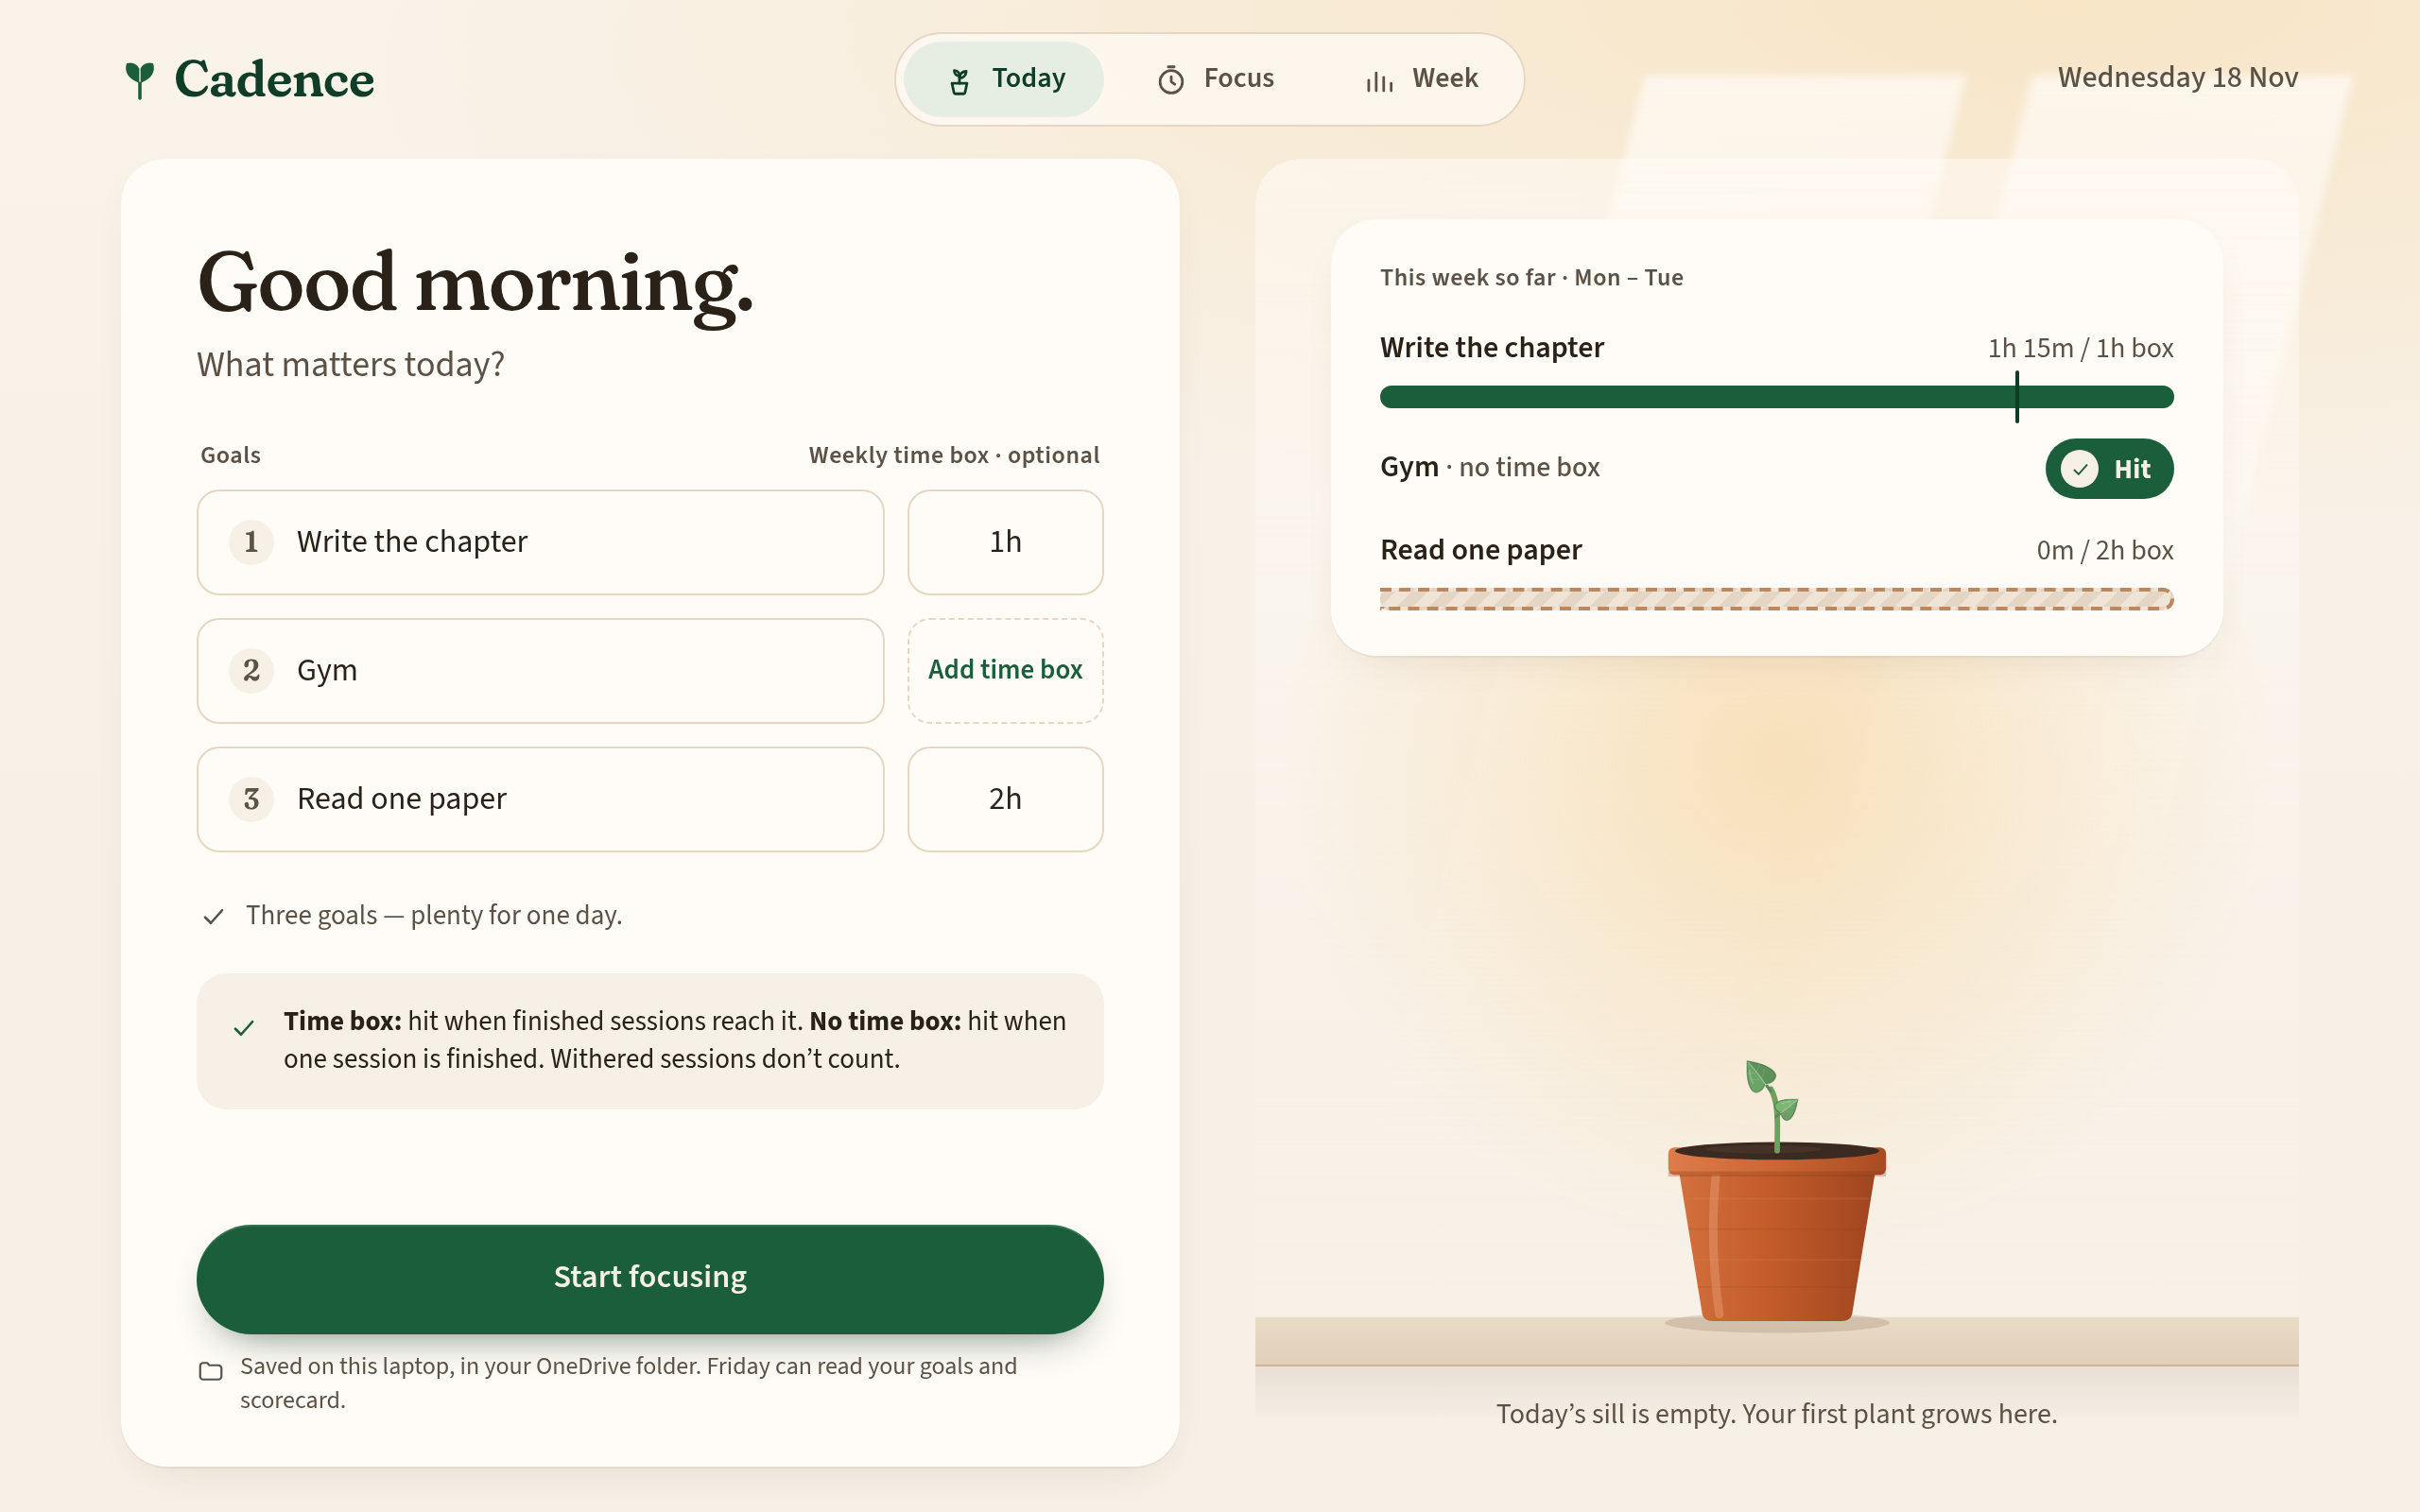 Cadence
Today
Focus
Week
Wednesday 18 Nov
Good morning.
What matters today?
Goals
Weekly time box · optional
1 Write the chapter
1h
2 Gym
Add time box
3 Read one paper
2h
Three goals — plenty for one day.
Time box: hit when finished sessions reach it. No time box: hit when
one session is finished. Withered sessions don’t count.
Start focusing
Saved on this laptop, in your OneDrive folder. Friday can read your goals and
scorecard.
This week so far · Mon – Tue
Write the chapter
1h 15m / 1h box
Gym · no time box
Hit
Read one paper
0m / 2h box
Today’s sill is empty. Your first plant grows here.